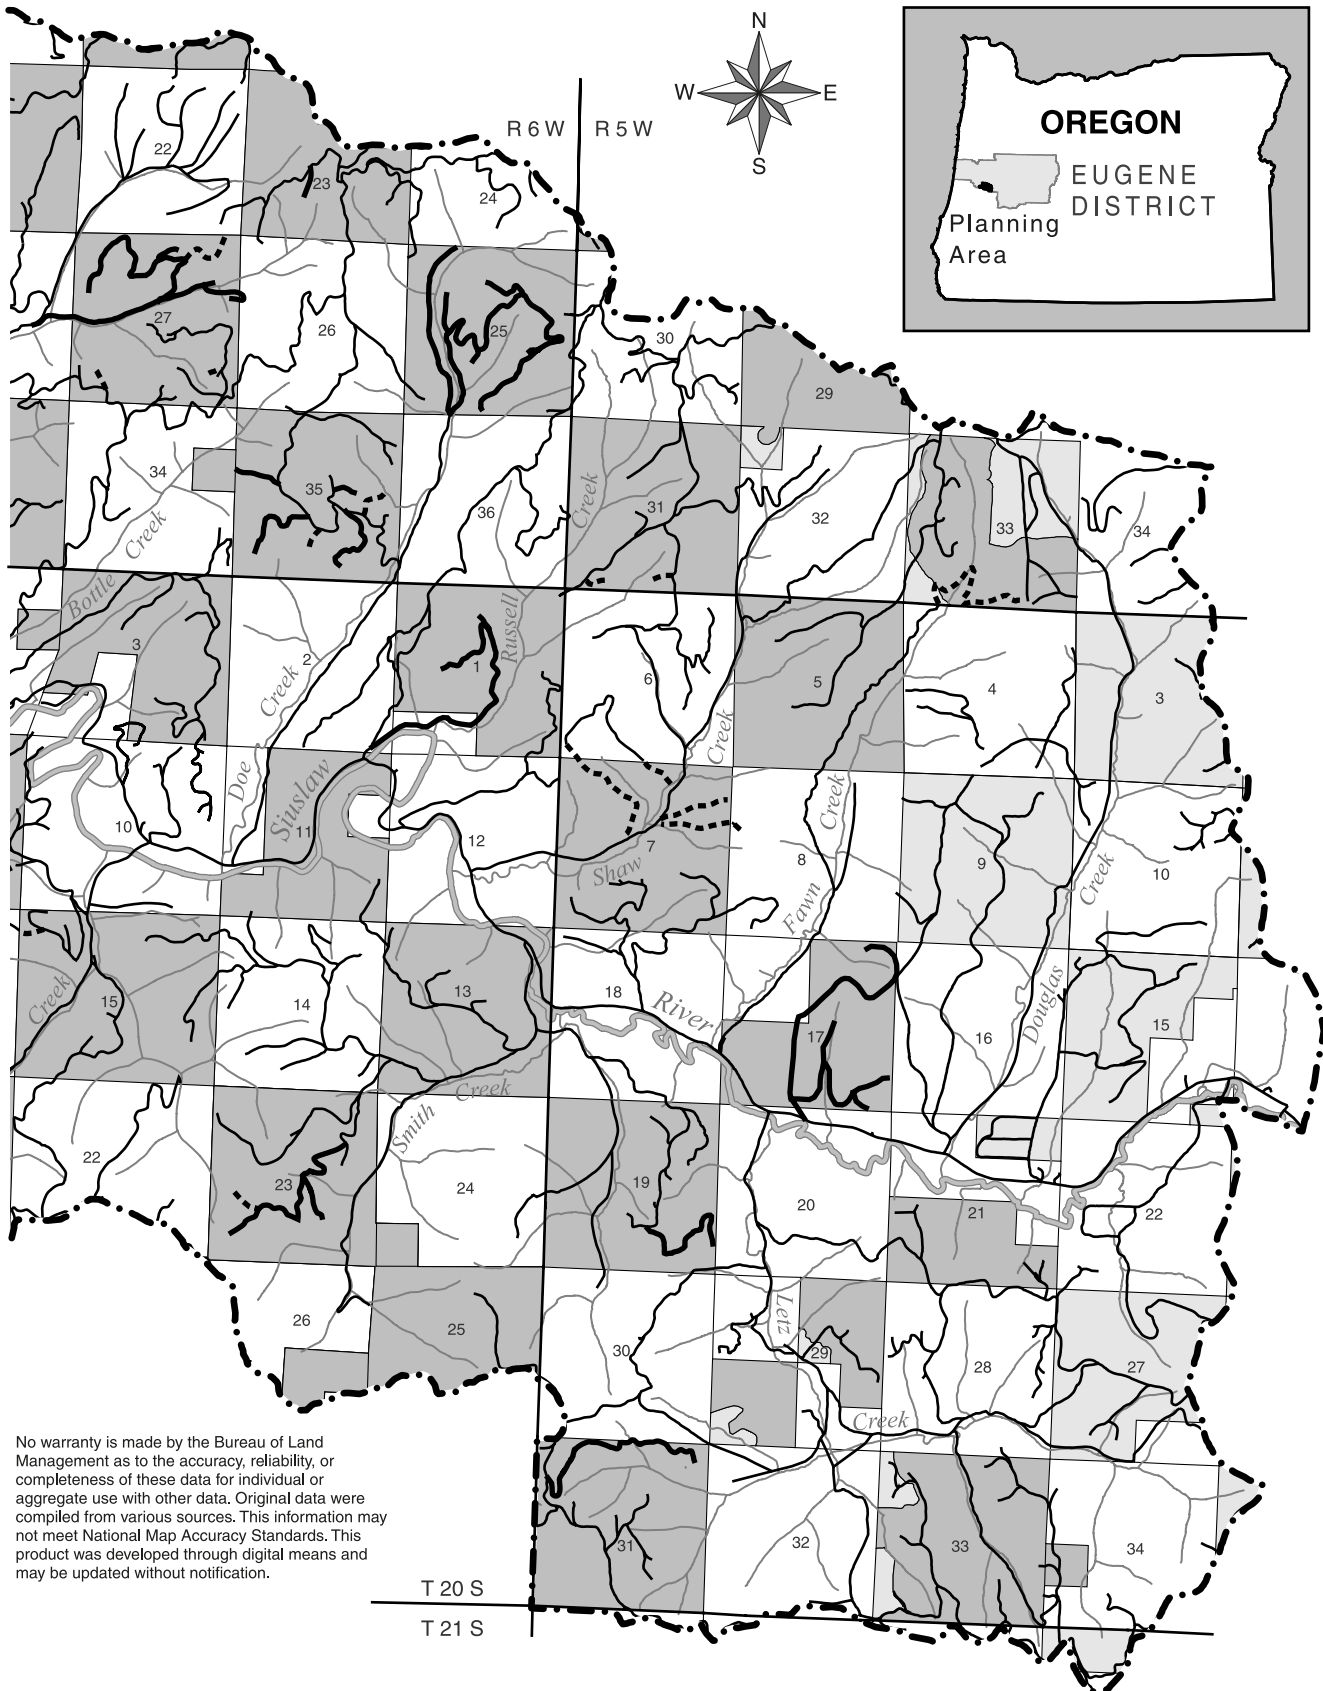 N
W
E
S
R 6 W
R 5 W
OREGON
EUGENE
DISTRICT
Planning
Area
22
23
24
27
26
25
30
29
34
35
36
31
32
33
34
Creek
Bottle
Creek
Russell
3
2
1
6
5
4
3
Doe
Creek
Siuslaw
Creek
10
11
12
7
8
9
10
Shaw
Fawn
Creek
Douglas
Creek
15
14
13
18
17
16
15
Creek
River
Smith
Creek
22
23
24
19
20
21
22
26
25
30
29
28
27
Letz
Creek
31
32
33
34
No warranty is made by the Bureau of Land
Management as to the accuracy, reliability, or
completeness of these data for individual or
aggregate use with other data. Original data were
compiled from various sources. This information may
not meet National Map Accuracy Standards. This
product was developed through digital means and
may be updated without notification.
T 20 S
T 21 S